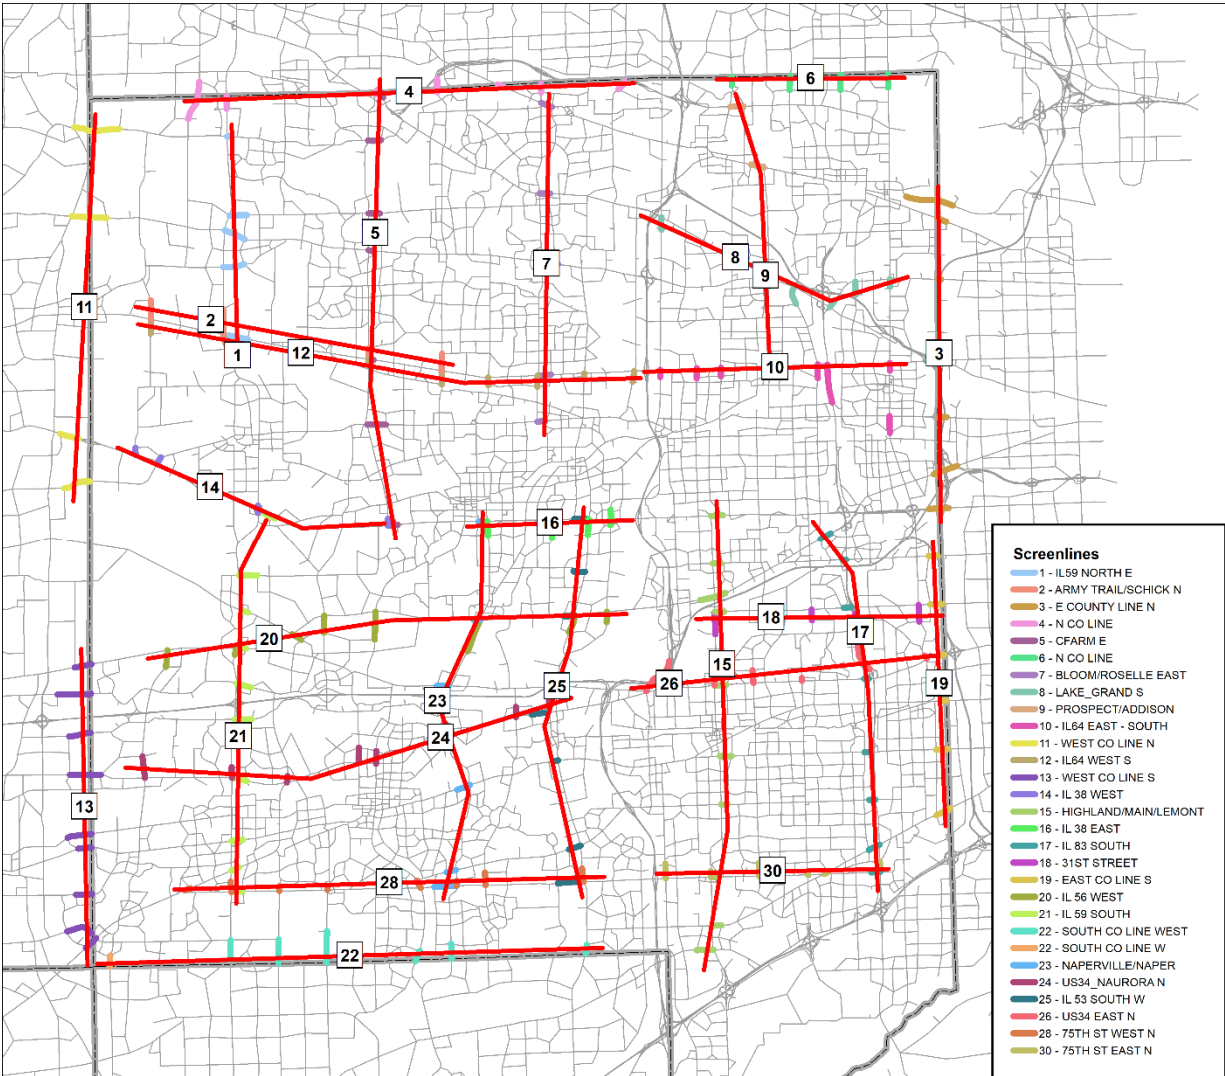 6
4
5
7
8
9
11
2
1
12
3
10
14
16
18
17
20
15
26
19
25
23
21
24
13
30
28
22
Screenlines
1 - IL59 NORTH E
2 - ARMY TRAIL/SCHICK N
3 - E COUNTY LINE N
4 - N CO LINE
5 - CFARM E
6 - N CO LINE
7 - BLOOM/ROSELLE EAST
8 - LAKE_GRAND S
9 - PROSPECT/ADDISON
10 - IL64 EAST - SOUTH
11 - WEST CO LINE N
12 - IL64 WEST S
13 - WEST CO LINE S
14 - IL 38 WEST
15 - HIGHLAND/MAIN/LEMONT
16 - IL 38 EAST
17 - IL 83 SOUTH
18 - 31ST STREET
19 - EAST CO LINE S
20 - IL 56 WEST
21 - IL 59 SOUTH
22 - SOUTH CO LINE WEST
22 - SOUTH CO LINE W
23 - NAPERVILLE/NAPER
24 - US34_NAURORA N
25 - IL 53 SOUTH W
26 - US34 EAST N
28 - 75TH ST WEST N
30 - 75TH ST EAST N